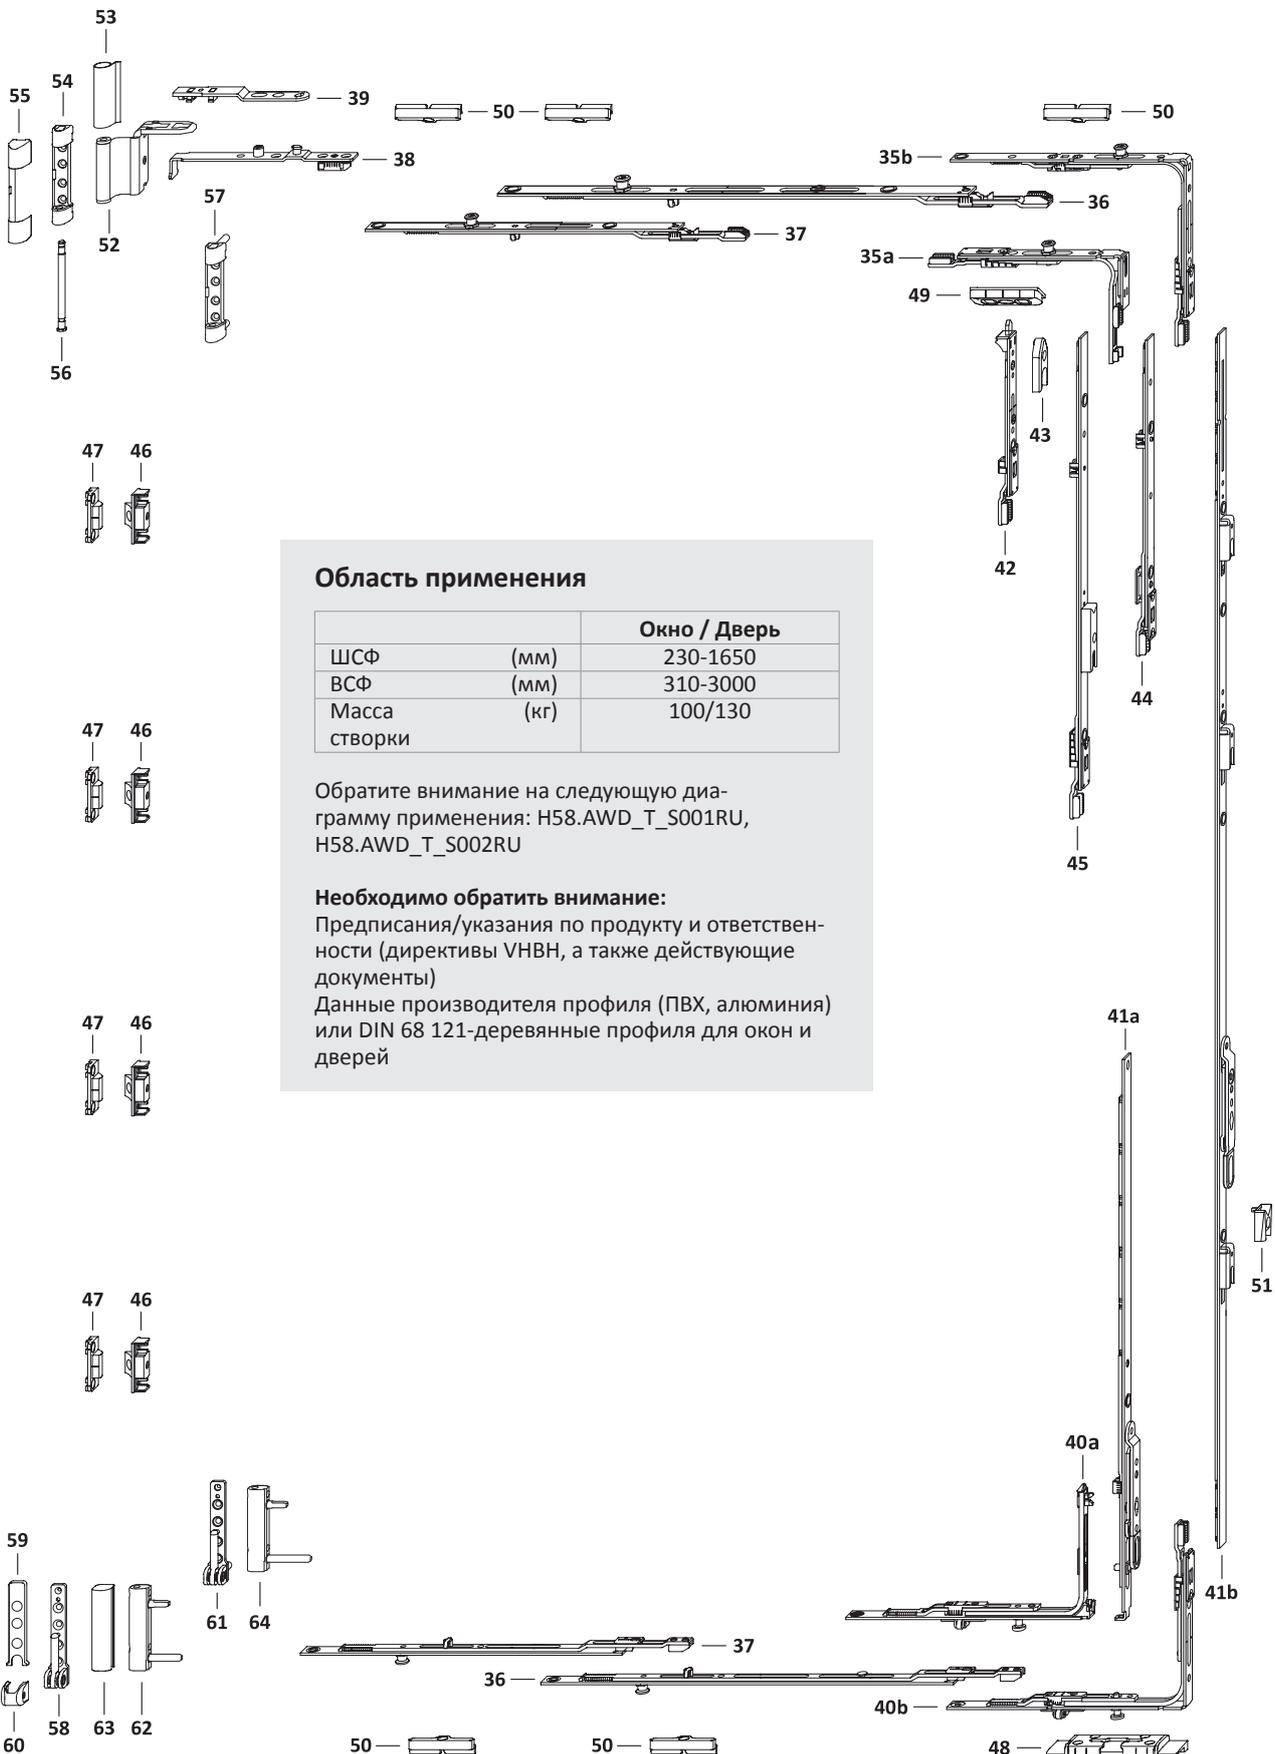 53
54
55
39
50
50
38
35b
36
57
37
52
35a
49
56
43
47
46
42
Область применения
Окно / Дверь
ШСФ (мм) 230-1650
ВСФ (мм) 310-3000
Масса (кг) 100/130
створки
44
47
46
Обратите внимание на следующую диа-
грамму применения: H58.AWD_T_S001RU,
H58.AWD_T_S002RU
45
Необходимо обратить внимание:
Предписания/указания по продукту и ответствен-
ности (директивы VHBH, а также действующие
документы)
Данные производителя профиля (ПВХ, алюминия)
или DIN 68 121-деревянные профиля для окон и
дверей
41a
47
46
51
47
46
40a
59
41b
61
64
37
36
40b
58
63
62
60
50
50
48